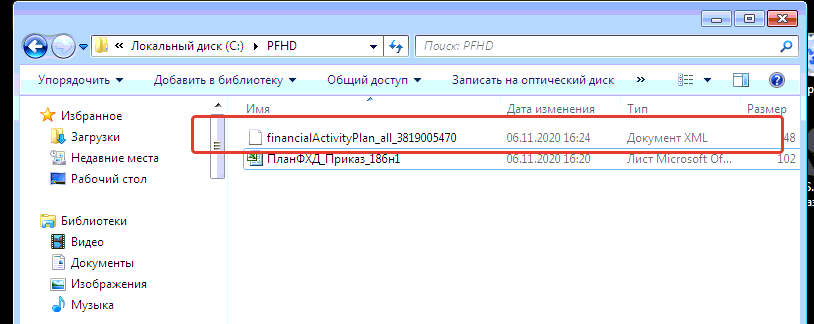 « Локальный диск (C:) ▸ PFHD
Поиск: PFHD
Упорядочить Добавить в библиотеку Общий доступ Записать на оптический диск »
Имя Дата изменения Тип Размер
financialActivityPlan_all_3819005470 06.11.2020 16:24 Документ XML 48
ПланФХД_Приказ_186н1 06.11.2020 16:20 Лист Microsoft Of... 102
Избранное
Загрузки
Недавние места
Рабочий стол
Библиотеки
Видео
Документы
Изображения
Музыка